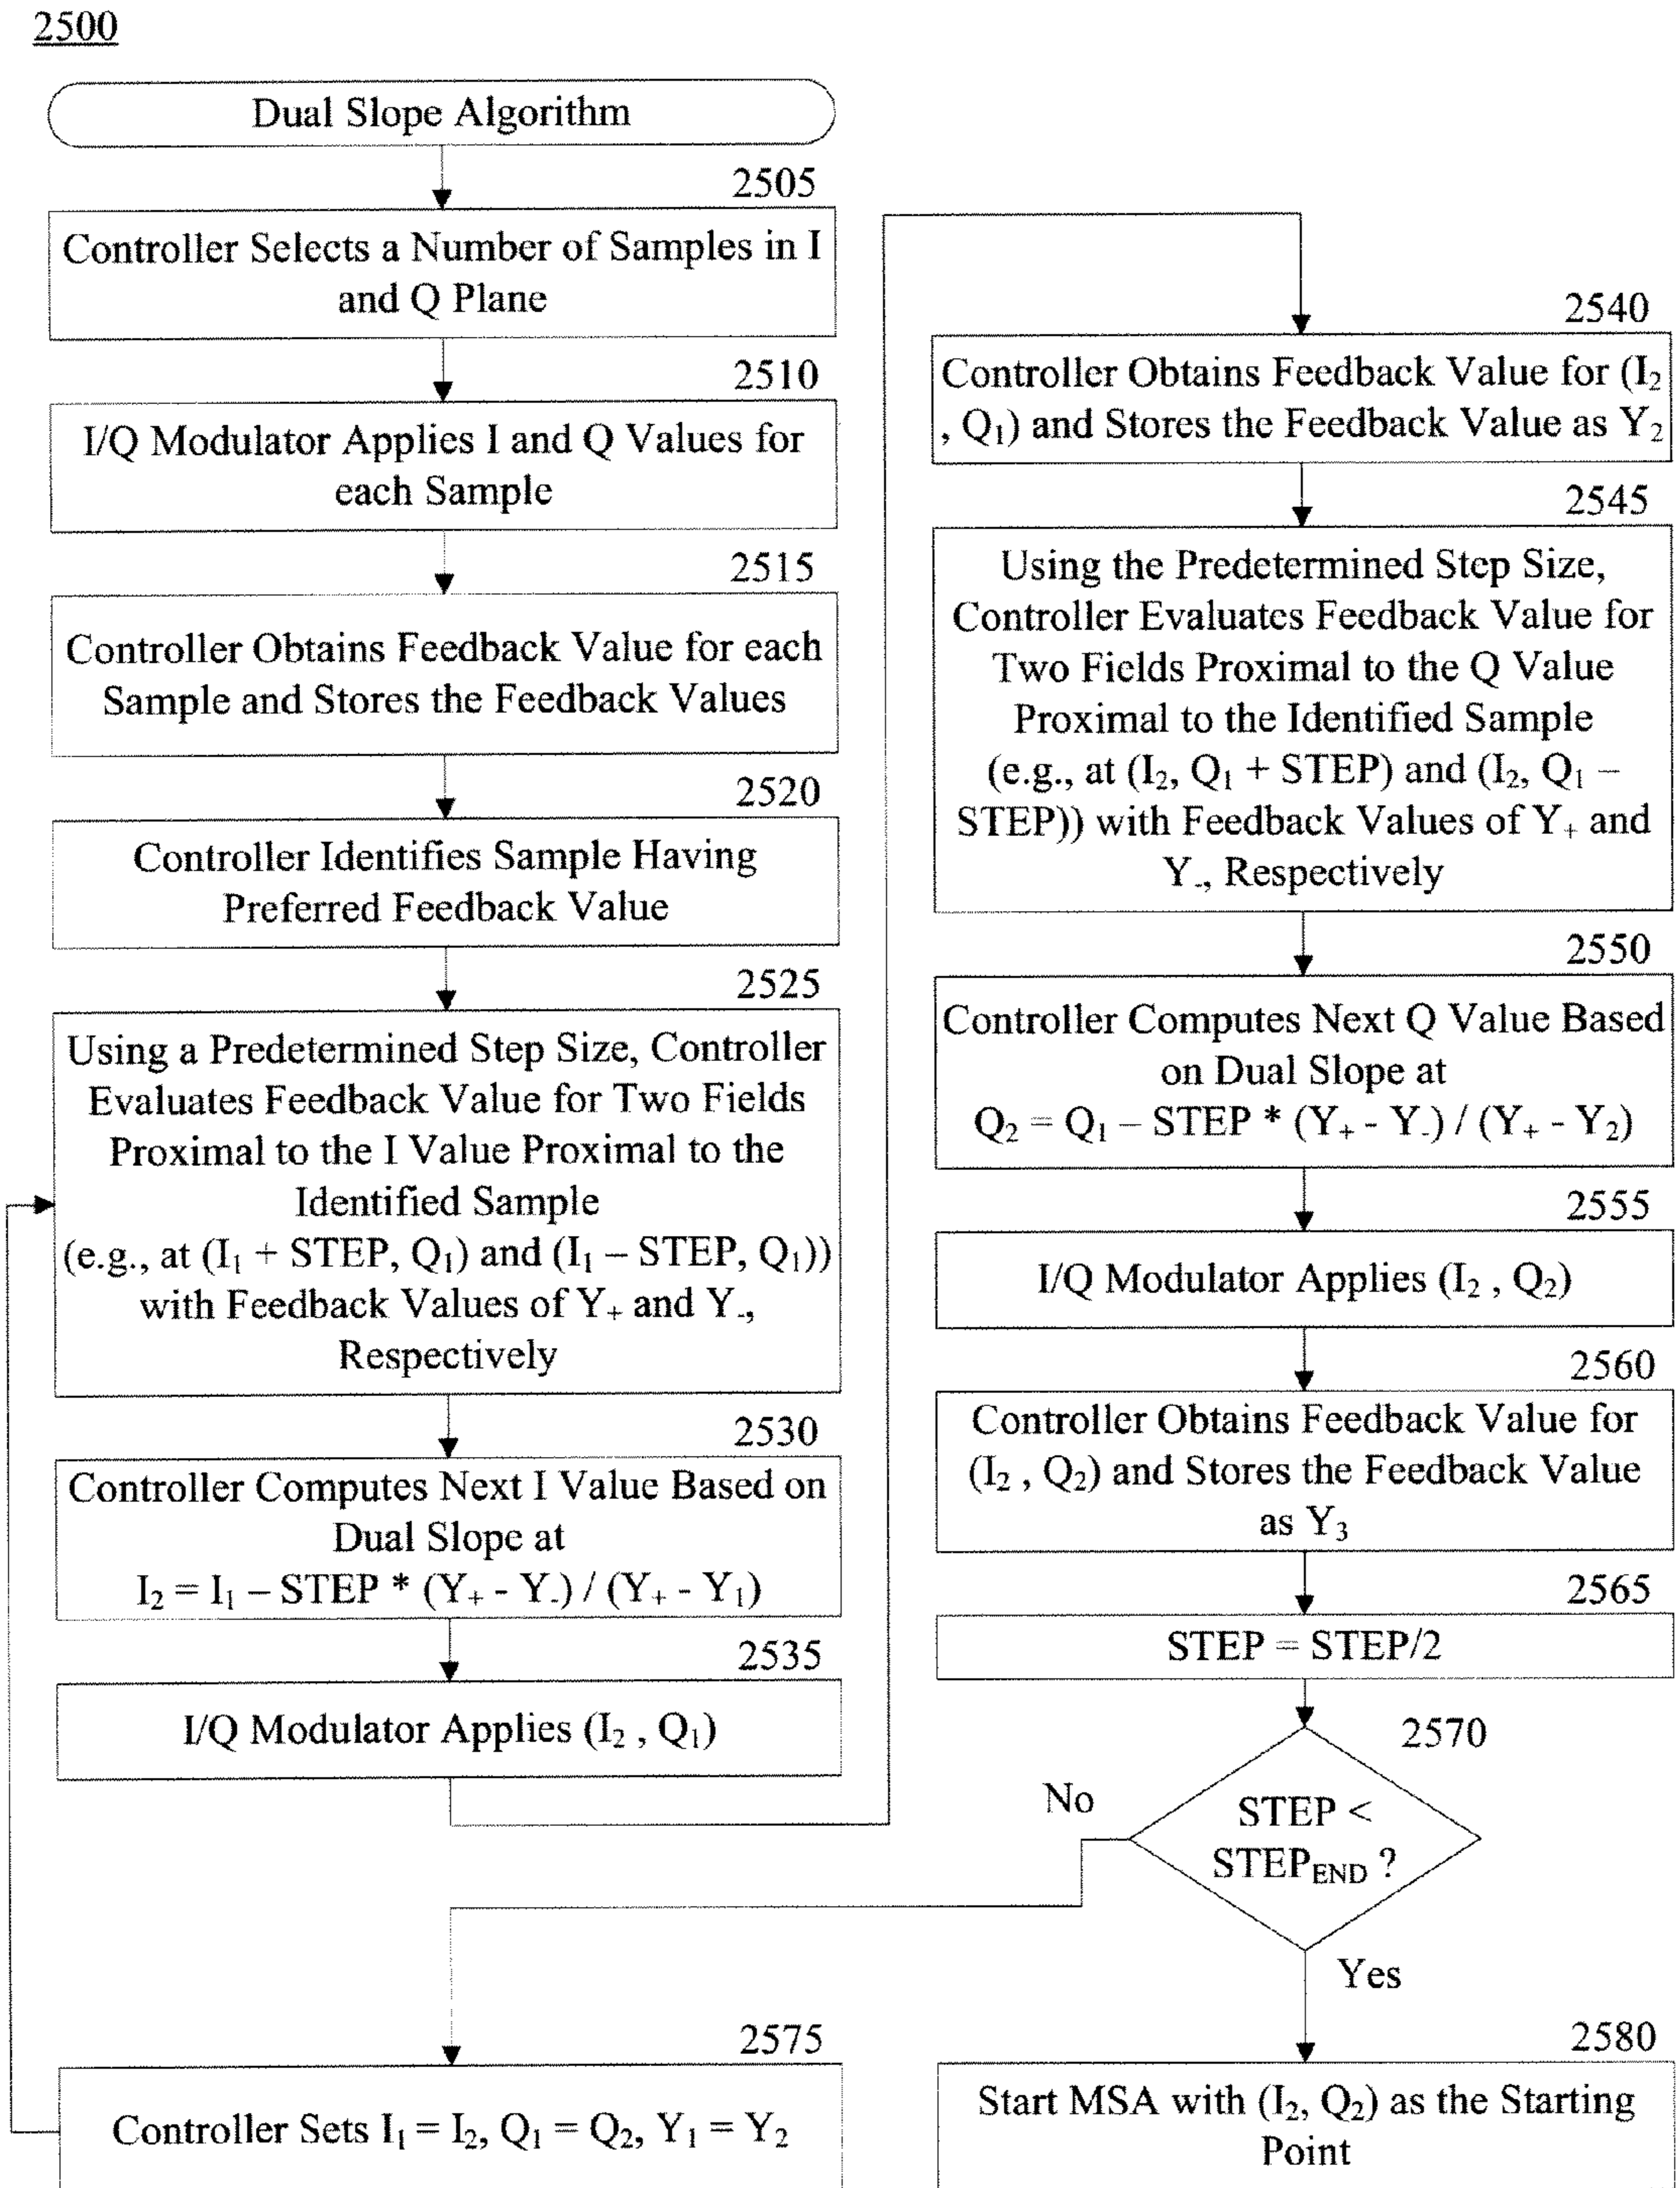 2500
Dual Slope Algorithm
2505
Controller Selects a Number of Samples in I
and Q Plane
2510
I/Q Modulator Applies I and Q Values for
each Sample
2515
Controller Obtains Feedback Value for each
Sample and Stores the Feedback Values
2520
Controller Identifies Sample Having
Preferred Feedback Value
2525
Using a Predetermined Step Size, Controller
Evaluates Feedback Value for Two Fields
Proximal to the I Value Proximal to the
Identified Sample
(e.g., at (I₁ + STEP, Q₁) and (I₁ – STEP, Q₁))
with Feedback Values of Y₊ and Y₋,
Respectively
2530
Controller Computes Next I Value Based on
Dual Slope at
I₂ = I₁ – STEP * (Y₊ - Y₋) / (Y₊ - Y₁)
2535
I/Q Modulator Applies (I₂ , Q₁)
2540
Controller Obtains Feedback Value for (I₂
, Q₁) and Stores the Feedback Value as Y₂
2545
Using the Predetermined Step Size,
Controller Evaluates Feedback Value for
Two Fields Proximal to the Q Value
Proximal to the Identified Sample
(e.g., at (I₂, Q₁ + STEP) and (I₂, Q₁ –
STEP)) with Feedback Values of Y₊ and
Y₋, Respectively
2550
Controller Computes Next Q Value Based
on Dual Slope at
Q₂ = Q₁ – STEP * (Y₊ - Y₋) / (Y₊ - Y₂)
2555
I/Q Modulator Applies (I₂ , Q₂)
2560
Controller Obtains Feedback Value for
(I₂ , Q₂) and Stores the Feedback Value
as Y₃
2565
STEP = STEP/2
2570
STEP <
STEP_END ?
No
Yes
2575
Controller Sets I₁ = I₂, Q₁ = Q₂, Y₁ = Y₂
2580
Start MSA with (I₂, Q₂) as the Starting
Point